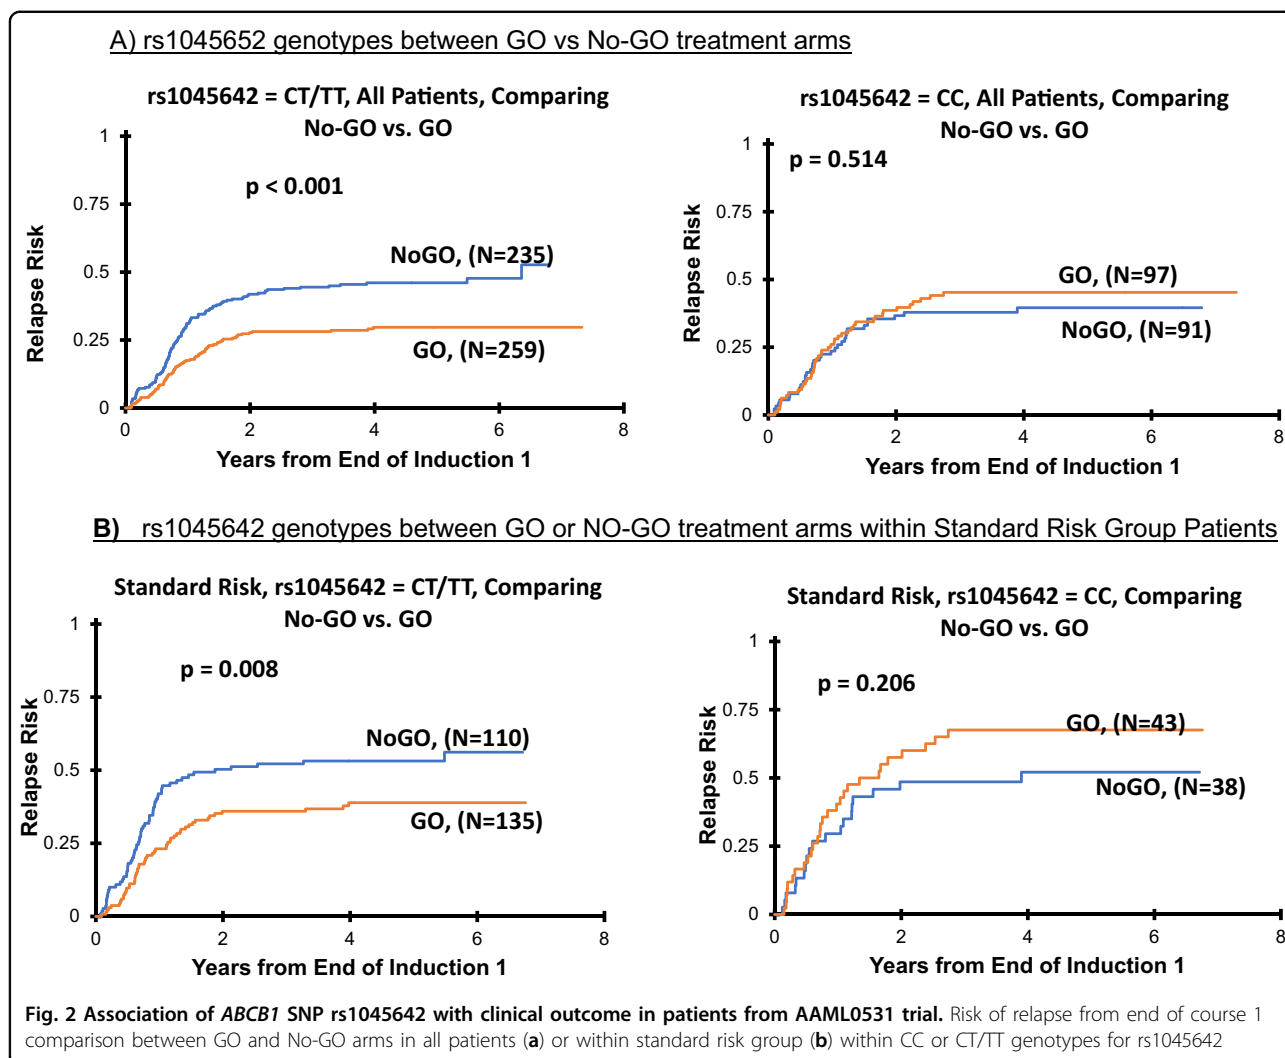 A) rs1045652 genotypes between GO vs No-GO treatment arms
rs1045642 = CT/TT, All Patients, Comparing
No-GO vs. GO
p < 0.001
1
0.75
0.5
0.25
0
Relapse Risk
NoGO, (N=235)
GO, (N=259)
0 2 4 6 8
Years from End of Induction 1
rs1045642 = CC, All Patients, Comparing
No-GO vs. GO
p = 0.514
1
0.75
0.5
0.25
0
Relapse Risk
GO, (N=97)
NoGO, (N=91)
0 2 4 6 8
Years from End of Induction 1
B) rs1045642 genotypes between GO or NO-GO treatment arms within Standard Risk Group Patients
Standard Risk, rs1045642 = CT/TT, Comparing
No-GO vs. GO
p = 0.008
1
0.75
0.5
0.25
0
Relapse Risk
NoGO, (N=110)
GO, (N=135)
0 2 4 6 8
Years from End of Induction 1
Standard Risk, rs1045642 = CC, Comparing
No-GO vs. GO
p = 0.206
1
0.75
0.5
0.25
0
Relapse Risk
GO, (N=43)
NoGO, (N=38)
0 2 4 6 8
Years from End of Induction 1
Fig. 2 Association of ABCB1 SNP rs1045642 with clinical outcome in patients from AAML0531 trial. Risk of relapse from end of course 1
comparison between GO and No-GO arms in all patients (a) or within standard risk group (b) within CC or CT/TT genotypes for rs1045642